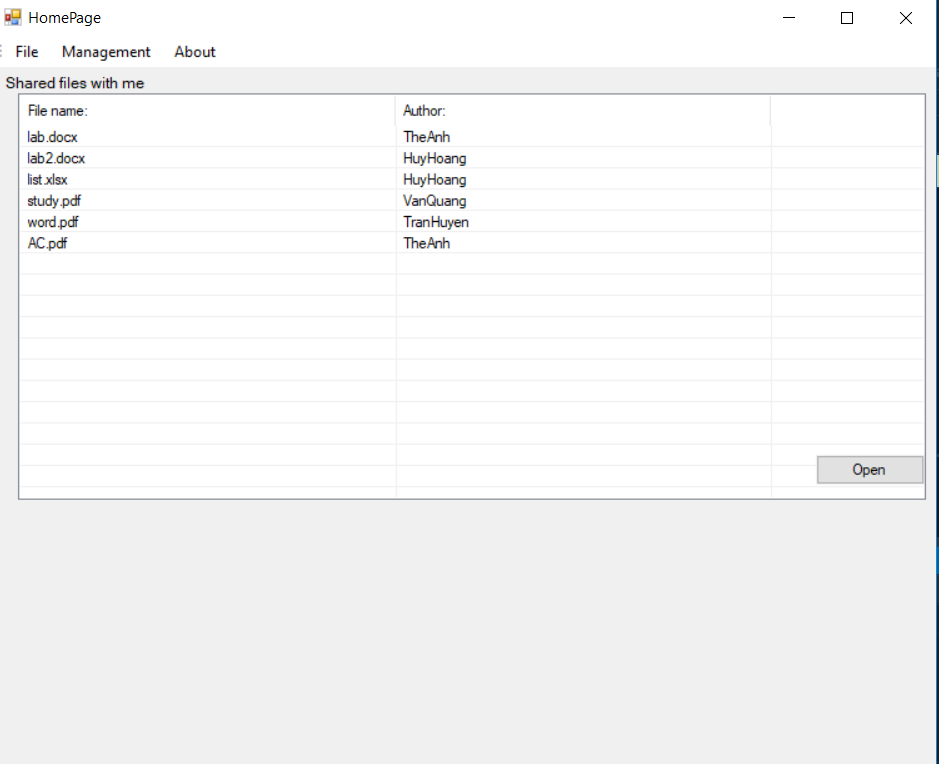 HomePage
File Management About
Shared files with me
File name: Author:
lab.docx TheAnh
lab2.docx HuyHoang
list.xlsx HuyHoang
study.pdf VanQuang
word.pdf TranHuyen
AC.pdf TheAnh
Open